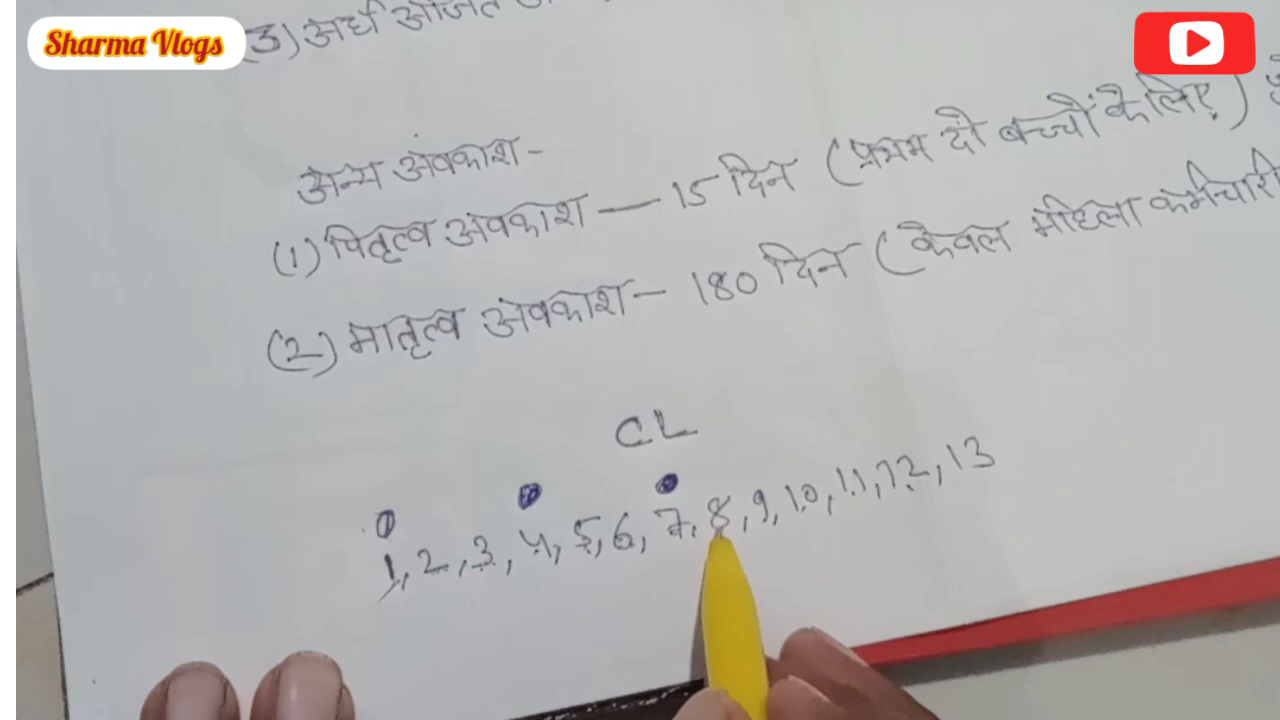 Sharma Vlogs
(3) अर्ध अर्जित
अन्य अवकाश-
(1) पितृत्व अवकाश — 15 दिन (प्रथम दो बच्चों के लिए)
(2) मातृत्व अवकाश - 180 दिन (केवल महिला कर्मचारी
CL
1, 2, 3, 4, 5, 6, 7, 8, 9, 10, 11, 12, 13